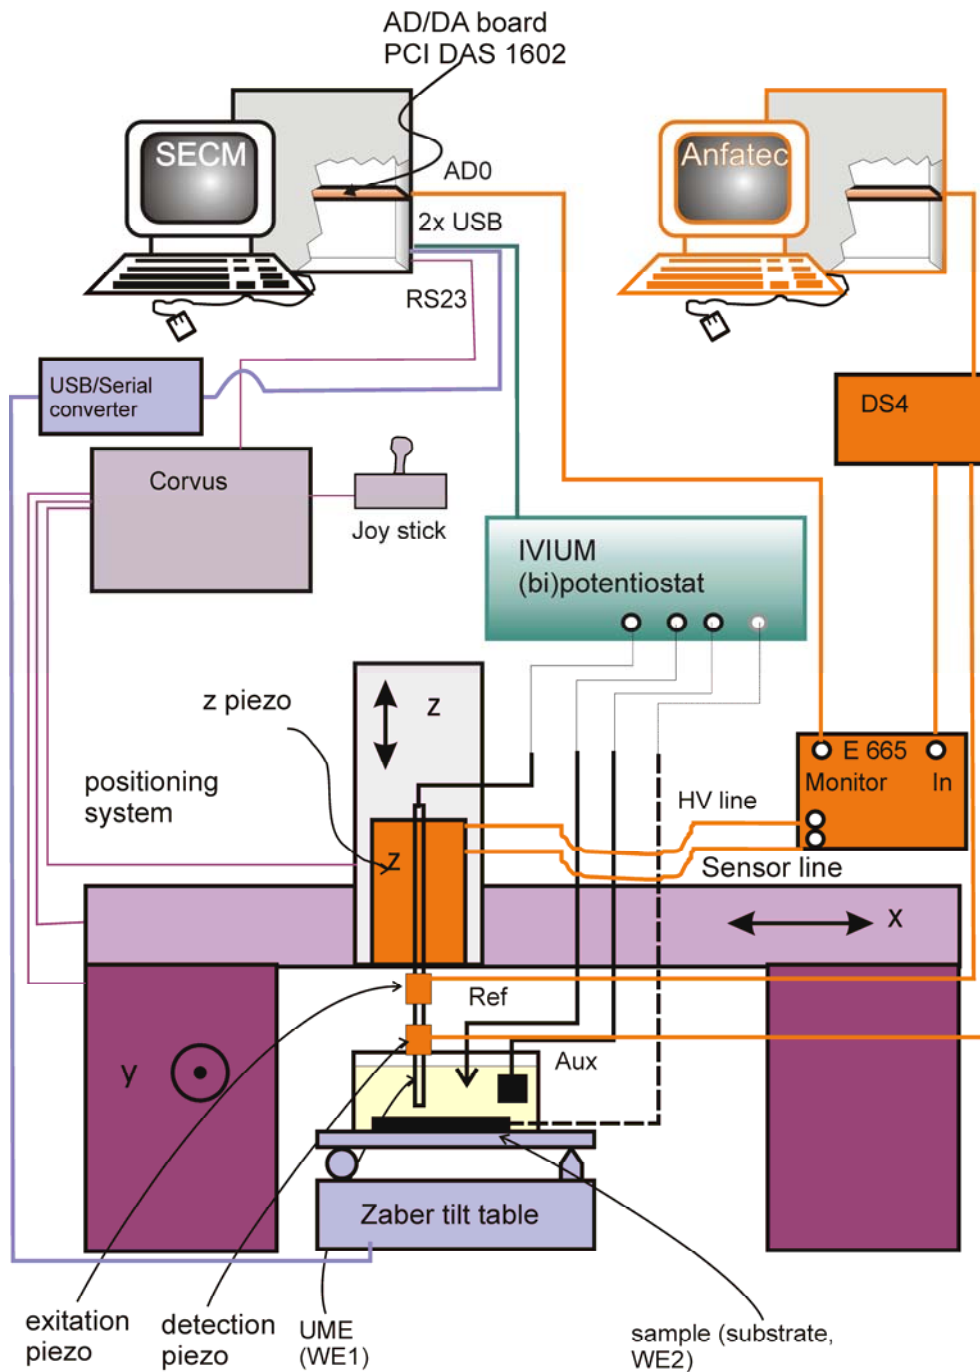 AD/DA board
PCI DAS 1602
SECM
Anfatec
AD0
2x USB
RS23
USB/Serial
converter
DS4
Corvus
Joy stick
IVIUM
(bi)potentiostat
z piezo
z
E 665
Monitor
In
positioning
system
HV line
z
Sensor line
x
Ref
Aux
y
Zaber tilt table
exitation
piezo
detection
piezo
UME
(WE1)
sample (substrate,
WE2)